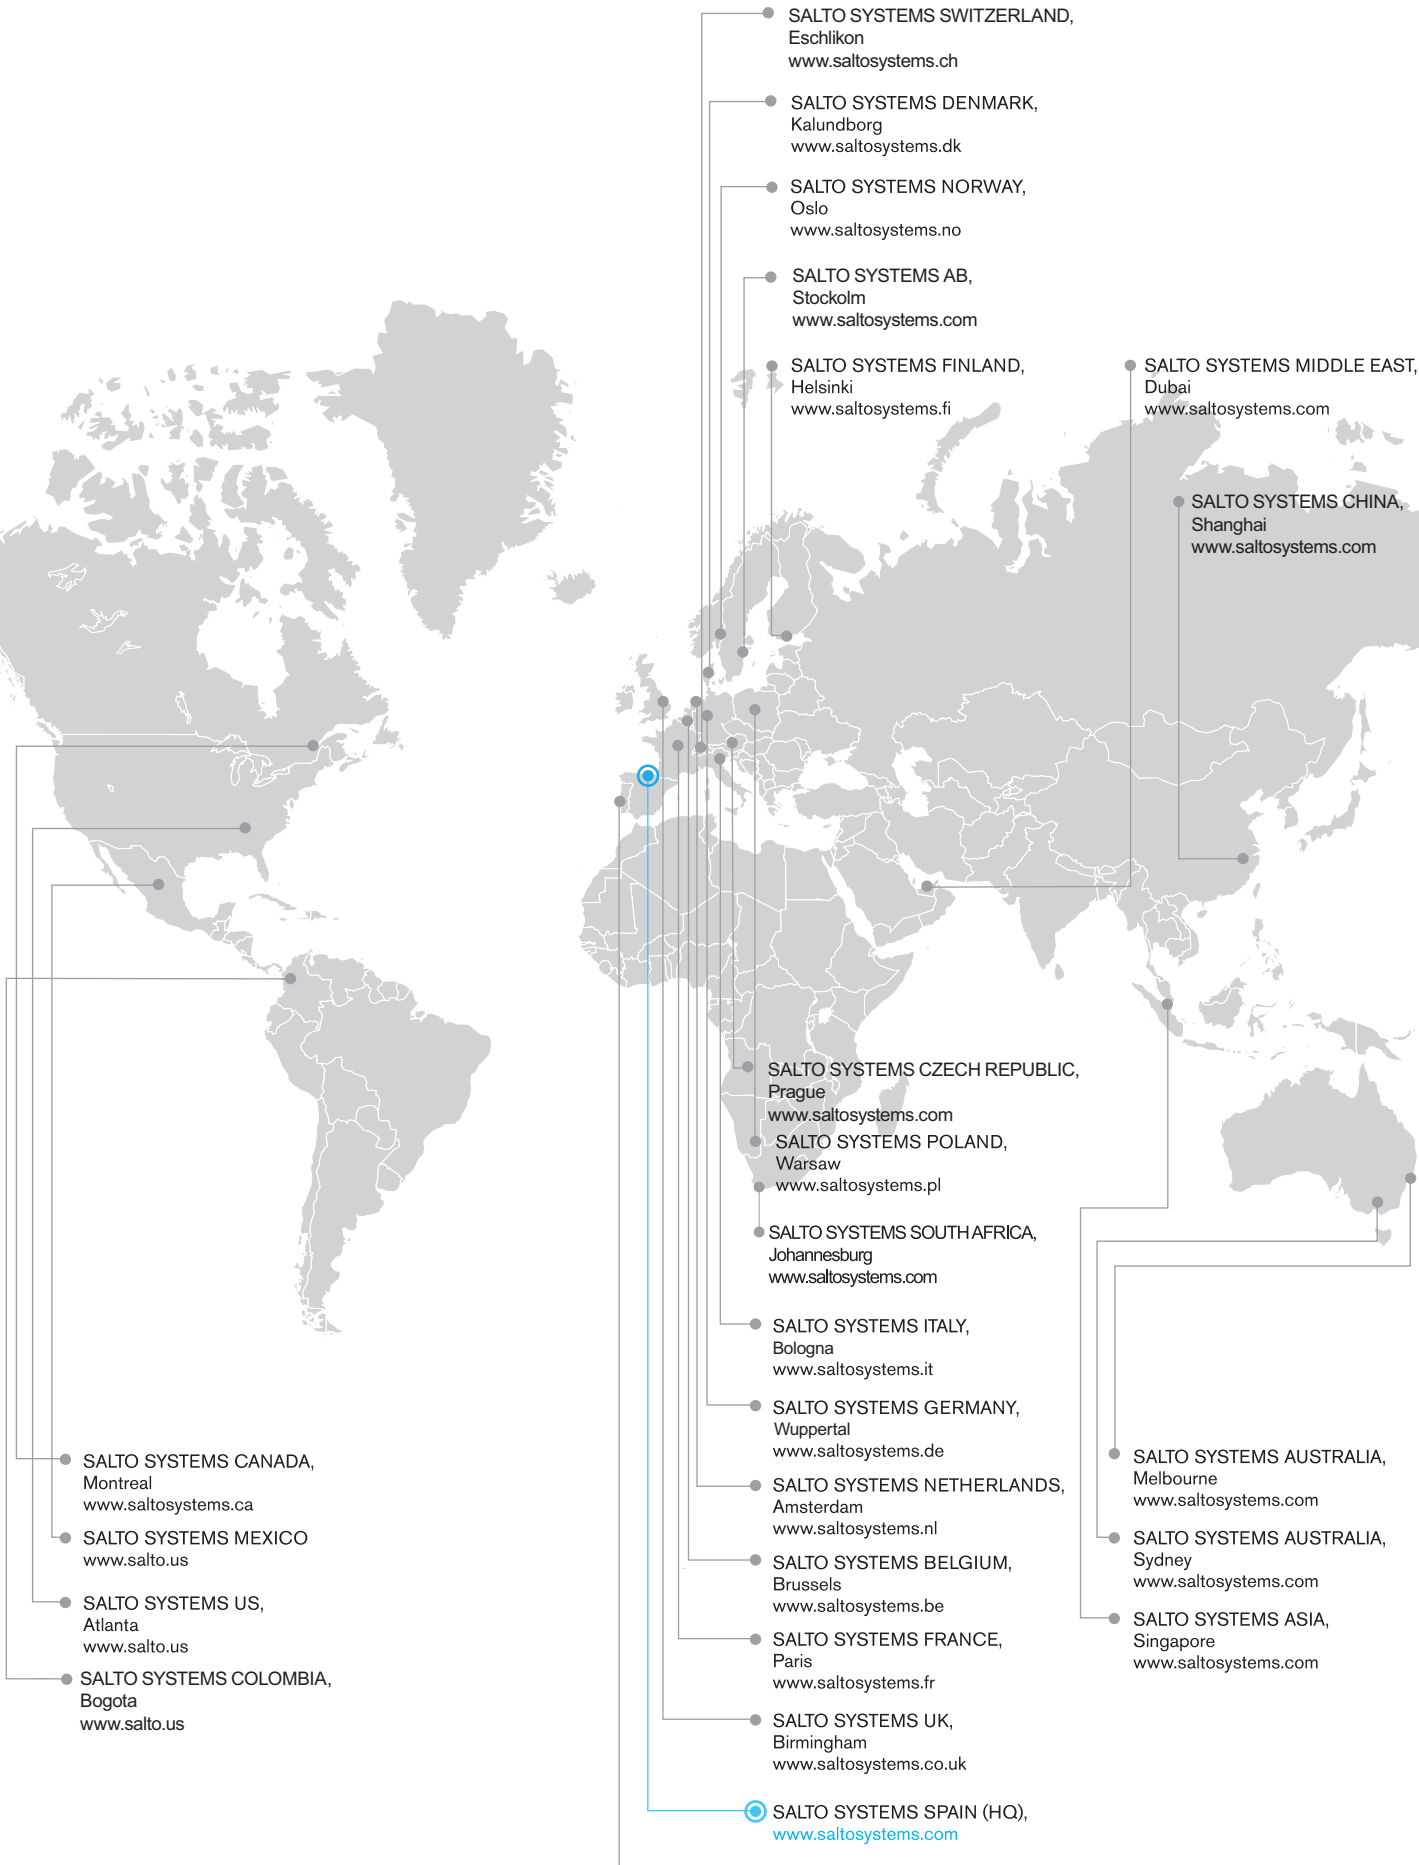 SALTO SYSTEMS SWITZERLAND,
Eschlikon
www.saltosystems.ch
SALTO SYSTEMS DENMARK,
Kalundborg
www.saltosystems.dk
SALTO SYSTEMS NORWAY,
Oslo
www.saltosystems.no
SALTO SYSTEMS AB,
Stockolm
www.saltosystems.com
SALTO SYSTEMS FINLAND,
Helsinki
www.saltosystems.fi
SALTO SYSTEMS MIDDLE EAST,
Dubai
www.saltosystems.com
SALTO SYSTEMS CHINA,
Shanghai
www.saltosystems.com
SALTO SYSTEMS CZECH REPUBLIC,
Prague
www.saltosystems.com
SALTO SYSTEMS POLAND,
Warsaw
www.saltosystems.pl
SALTO SYSTEMS SOUTH AFRICA,
Johannesburg
www.saltosystems.com
SALTO SYSTEMS ITALY,
Bologna
www.saltosystems.it
SALTO SYSTEMS GERMANY,
Wuppertal
www.saltosystems.de
SALTO SYSTEMS NETHERLANDS,
Amsterdam
www.saltosystems.nl
SALTO SYSTEMS BELGIUM,
Brussels
www.saltosystems.be
SALTO SYSTEMS FRANCE,
Paris
www.saltosystems.fr
SALTO SYSTEMS UK,
Birmingham
www.saltosystems.co.uk
SALTO SYSTEMS SPAIN (HQ),
www.saltosystems.com
SALTO SYSTEMS CANADA,
Montreal
www.saltosystems.ca
SALTO SYSTEMS MEXICO
www.salto.us
SALTO SYSTEMS US,
Atlanta
www.salto.us
SALTO SYSTEMS COLOMBIA,
Bogota
www.salto.us
SALTO SYSTEMS AUSTRALIA,
Melbourne
www.saltosystems.com
SALTO SYSTEMS AUSTRALIA,
Sydney
www.saltosystems.com
SALTO SYSTEMS ASIA,
Singapore
www.saltosystems.com